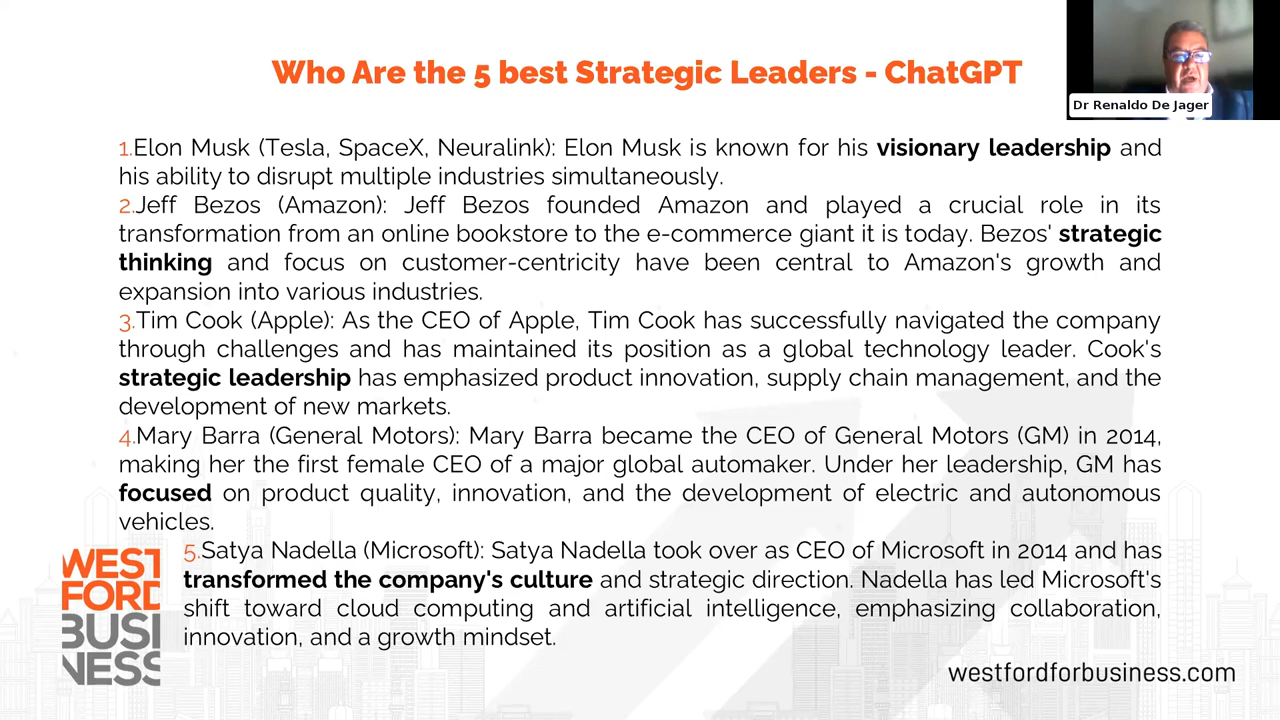 Who Are the 5 best Strategic Leaders - ChatGPT
Dr Renaldo De Jager
1.Elon Musk (Tesla, SpaceX, Neuralink): Elon Musk is known for his visionary leadership and
his ability to disrupt multiple industries simultaneously.
2.Jeff Bezos (Amazon): Jeff Bezos founded Amazon and played a crucial role in its
transformation from an online bookstore to the e-commerce giant it is today. Bezos' strategic
thinking and focus on customer-centricity have been central to Amazon's growth and
expansion into various industries.
3.Tim Cook (Apple): As the CEO of Apple, Tim Cook has successfully navigated the company
through challenges and has maintained its position as a global technology leader. Cook's
strategic leadership has emphasized product innovation, supply chain management, and the
development of new markets.
4.Mary Barra (General Motors): Mary Barra became the CEO of General Motors (GM) in 2014,
making her the first female CEO of a major global automaker. Under her leadership, GM has
focused on product quality, innovation, and the development of electric and autonomous
vehicles.
5.Satya Nadella (Microsoft): Satya Nadella took over as CEO of Microsoft in 2014 and has
transformed the company's culture and strategic direction. Nadella has led Microsoft's
shift toward cloud computing and artificial intelligence, emphasizing collaboration,
innovation, and a growth mindset.
WEST
FORD
BUSI
NESS
westfordforbusiness.com